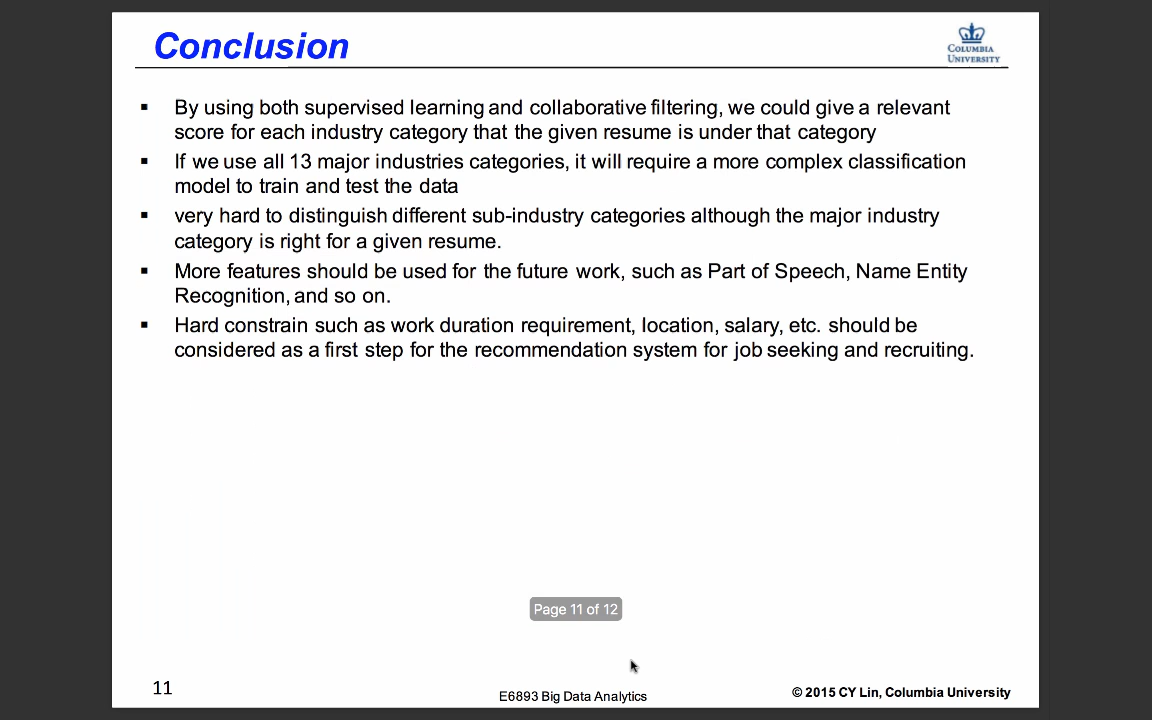 Conclusion
COLUMBIA
UNIVERSITY
▪ By using both supervised learning and collaborative filtering, we could give a relevant
score for each industry category that the given resume is under that category
▪ If we use all 13 major industries categories, it will require a more complex classification
model to train and test the data
▪ very hard to distinguish different sub-industry categories although the major industry
category is right for a given resume.
▪ More features should be used for the future work, such as Part of Speech, Name Entity
Recognition, and so on.
▪ Hard constrain such as work duration requirement, location, salary, etc. should be
considered as a first step for the recommendation system for job seeking and recruiting.
Page 11 of 12
11
E6893 Big Data Analytics
© 2015 CY Lin, Columbia University